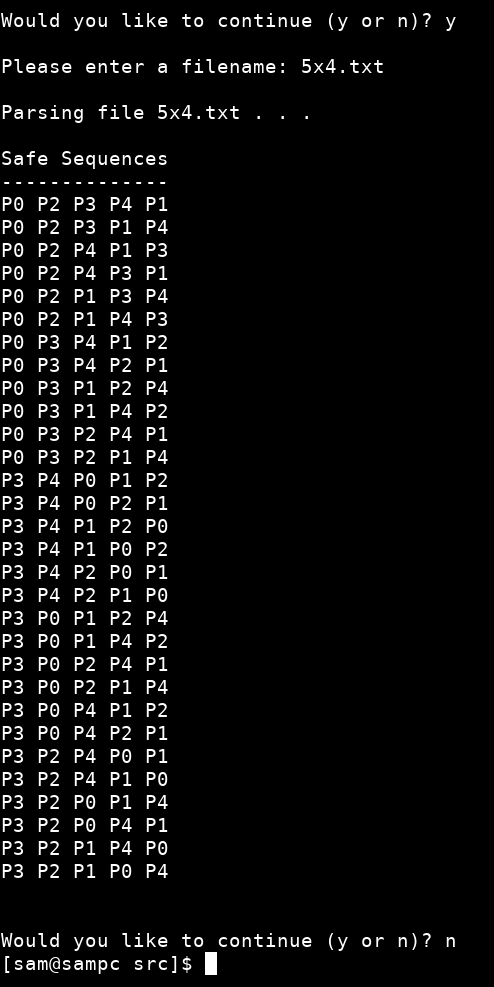 Would you like to continue (y or n)? y
Please enter a filename: 5x4.txt
Parsing file 5x4.txt . . .
Safe Sequences
--------------
P0 P2 P3 P4 P1
P0 P2 P3 P1 P4
P0 P2 P4 P1 P3
P0 P2 P4 P3 P1
P0 P2 P1 P3 P4
P0 P2 P1 P4 P3
P0 P3 P4 P1 P2
P0 P3 P4 P2 P1
P0 P3 P1 P2 P4
P0 P3 P1 P4 P2
P0 P3 P2 P4 P1
P0 P3 P2 P1 P4
P3 P4 P0 P1 P2
P3 P4 P0 P2 P1
P3 P4 P1 P2 P0
P3 P4 P1 P0 P2
P3 P4 P2 P0 P1
P3 P4 P2 P1 P0
P3 P0 P1 P2 P4
P3 P0 P1 P4 P2
P3 P0 P2 P4 P1
P3 P0 P2 P1 P4
P3 P0 P4 P1 P2
P3 P0 P4 P2 P1
P3 P2 P4 P0 P1
P3 P2 P4 P1 P0
P3 P2 P0 P1 P4
P3 P2 P0 P4 P1
P3 P2 P1 P4 P0
P3 P2 P1 P0 P4
Would you like to continue (y or n)? n
[sam@sampc src]$